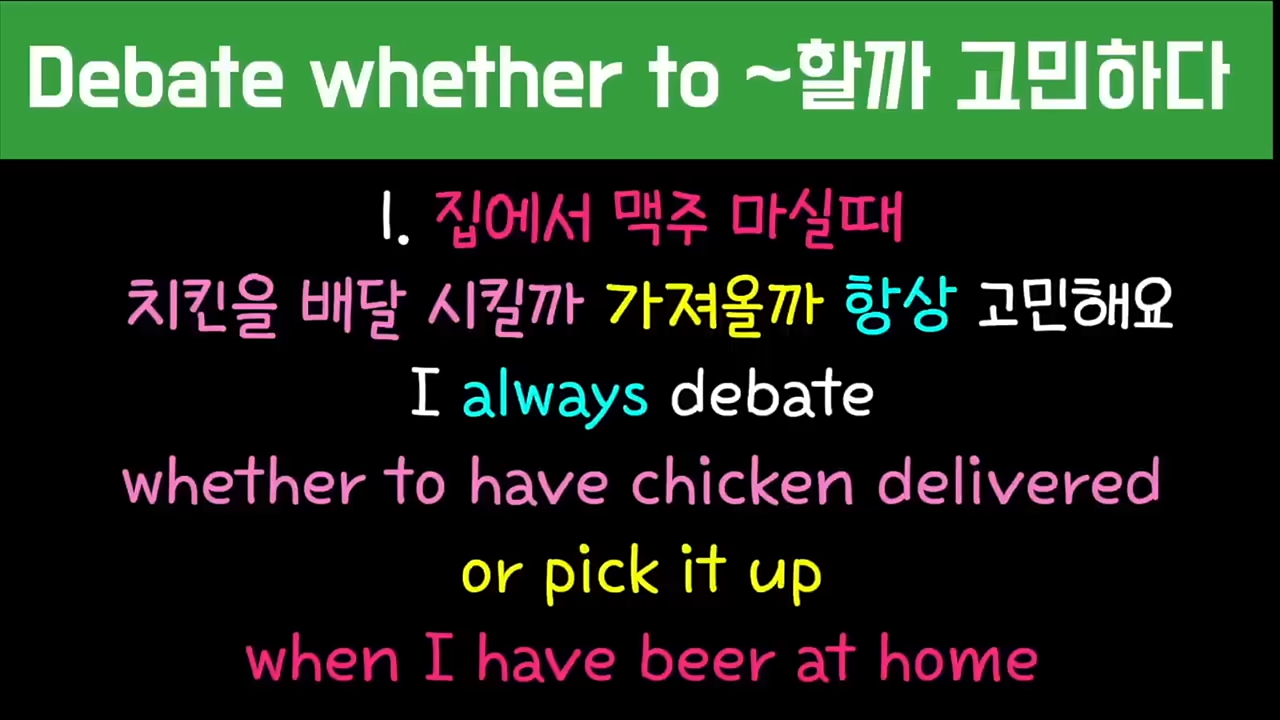 Debate whether to ~할까 고민하다
1. 집에서 맥주 마실때
치킨을 배달 시킬까 가져올까 항상 고민해요
I always debate
whether to have chicken delivered
or pick it up
when I have beer at home